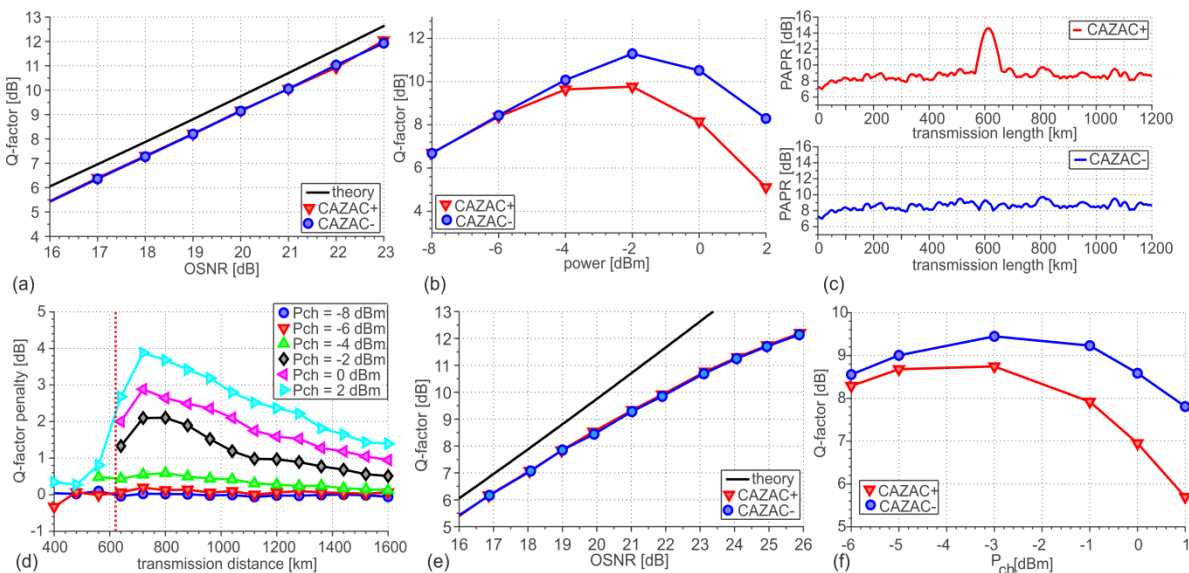 13
12
11
10
9
8
7
6
5
4
Q-factor [dB]
16 17 18 19 20 21 22 23
OSNR [dB]
theory
CAZAC+
CAZAC-
(a)
12
10
8
6
4
Q-factor [dB]
-8 -6 -4 -2 0 2
power [dBm]
CAZAC+
CAZAC-
(b)
16
14
12
10
8
6
PAPR [dB]
CAZAC+
0 200 400 600 800 1000 1200
transmission length [km]
16
14
12
10
8
6
PAPR [dB]
CAZAC-
0 200 400 600 800 1000 1200
transmission length [km]
(c)
5
4
3
2
1
0
-1
Q-factor penalty [dB]
Pch = -8 dBm
Pch = -6 dBm
Pch = -4 dBm
Pch = -2 dBm
Pch = 0 dBm
Pch = 2 dBm
400 600 800 1000 1200 1400 1600
transmission distance [km]
(d)
13
12
11
10
9
8
7
6
5
Q-factor [dB]
theory
CAZAC+
CAZAC-
16 17 18 19 20 21 22 23 24 25 26
OSNR [dB]
(e)
10
9
8
7
6
5
Q-factor [dB]
CAZAC+
CAZAC-
-6 -5 -4 -3 -2 -1 0 1
Pch[dBm]
(f)